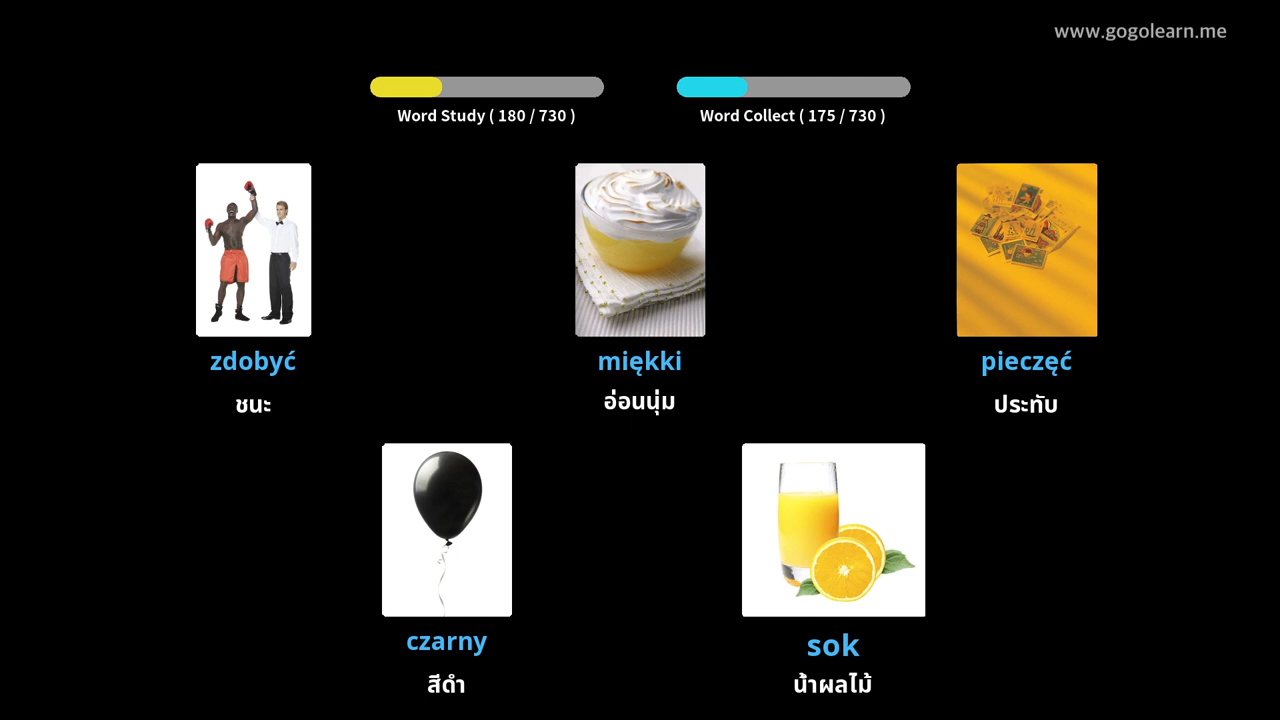 www.gogolearn.me
Word Study ( 180 / 730 )
Word Collect ( 175 / 730 )
zdobyć
ชนะ
miękki
อ่อนนุ่ม
pieczęć
ประทับ
czarny
สีดำ
sok
น้ำผลไม้